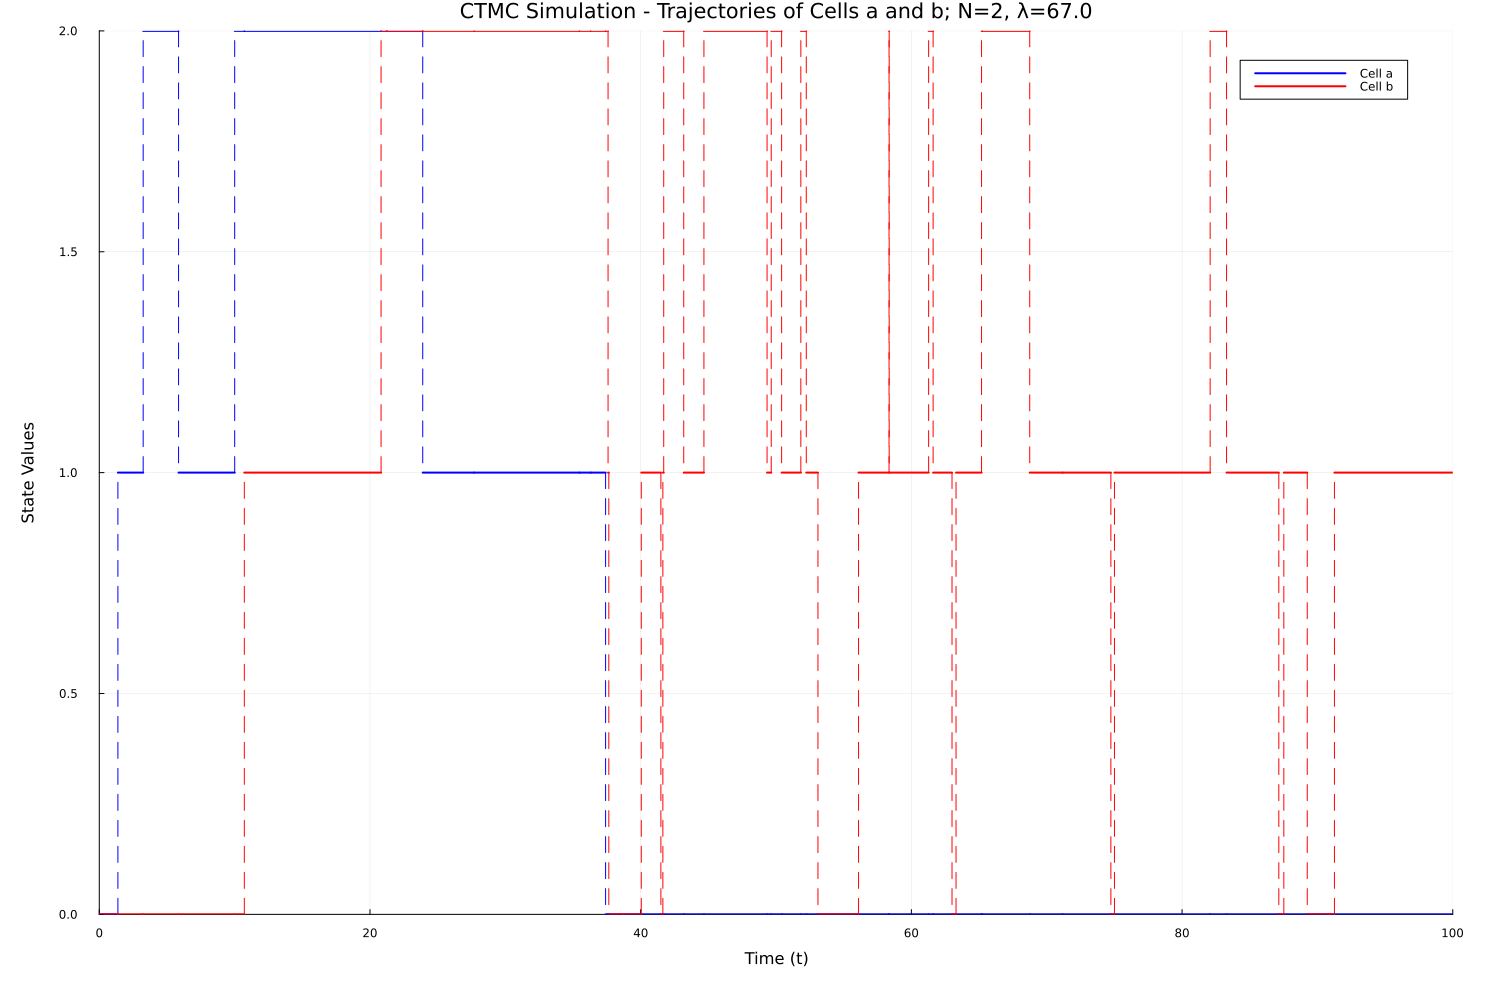 CTMC Simulation - Trajectories of Cells a and b; N=2, λ=67.0
Cell a
Cell b
State Values
2.0
1.5
1.0
0.5
0.0
0 20 40 60 80 100
Time (t)